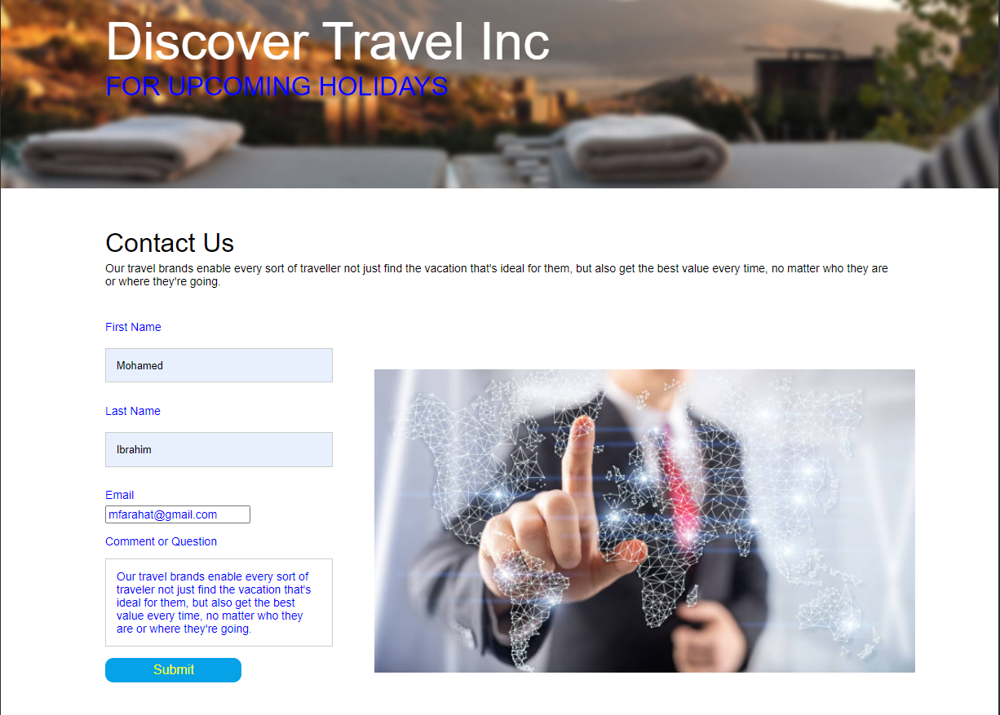 Discover Travel Inc
FOR UPCOMING HOLIDAYS
Contact Us
Our travel brands enable every sort of traveller not just find the vacation that's ideal for them, but also get the best value every time, no matter who they are
or where they're going.
First Name
Mohamed
Last Name
Ibrahim
Email
mfarahat@gmail.com
Comment or Question
Our travel brands enable every sort of
traveler not just find the vacation that's
ideal for them, but also get the best
value every time, no matter who they
are or where they're going.
Submit